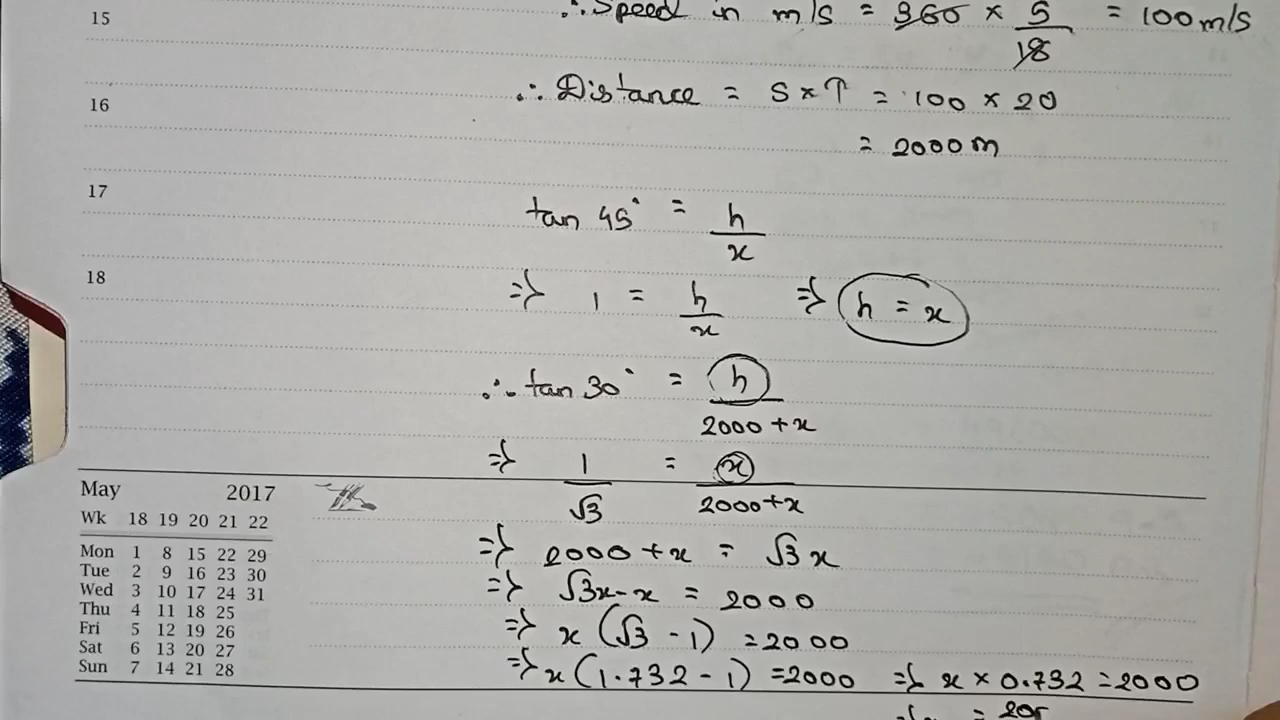 15
∴ Speed in m/s = 360 × 5/18 = 100 m/s
16
∴ Distance = S × T = 100 × 20
= 2000 m
17
tan 45° = h/x
18
⇒ 1 = h/x ⇒ h = x
∴ tan 30° = h/(2000 + x)
⇒ 1/√3 = x/(2000 + x)
⇒ 2000 + x = √3 x
⇒ √3x - x = 2000
⇒ x (√3 - 1) = 2000
⇒ x (1.732 - 1) = 2000 ⇒ x × 0.732 = 2000
May 2017
Wk 18 19 20 21 22
Mon 1 8 15 22 29
Tue 2 9 16 23 30
Wed 3 10 17 24 31
Thu 4 11 18 25
Fri 5 12 19 26
Sat 6 13 20 27
Sun 7 14 21 28